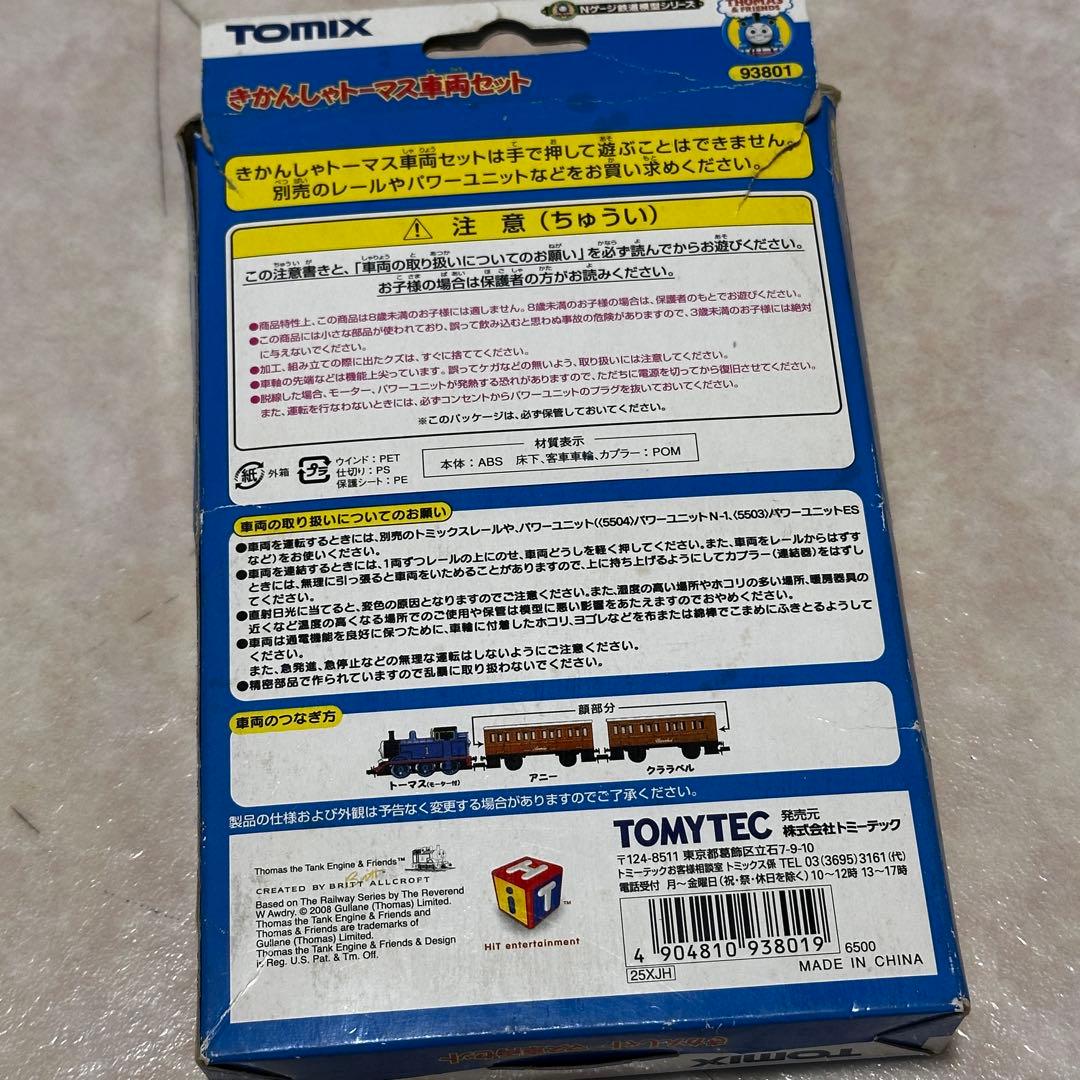 TOMIX
Nゲージ鉄道模型シリーズ
THOMAS
& FRIENDS
93801
きかんしゃトーマス車両セット
きかんしゃトーマス車両セットは手で押して遊ぶことはできません。
別売のレールやパワーユニットなどをお買い求めください。
注 意(ちゅうい)
この注意書きと、「車両の取り扱いについてのお願い」を必ず読んでからお遊びください。
お子様の場合は保護者の方がお読みください。
●商品特性上、この商品は8歳未満のお子様には適しません。8歳未満のお子様の場合は、保護者のもとでお遊びください。
●この商品には小さな部品が使われており、誤って飲み込むと思わぬ事故の危険がありますので、3歳未満のお子様には絶対
に与えないでください。
●加工、組み立ての際に出たクズは、すぐに捨ててください。
●車軸の先端などは機能上尖っています。誤ってケガなどの無いよう、取り扱いには注意してください。
●脱線した場合、モーター、パワーユニットが発熱する恐れがありますので、ただちに電源を切ってから復旧させてください。
また、運転を行なわないときには、必ずコンセントからパワーユニットのプラグを抜いておいてください。
※このパッケージは、必ず保管しておいてください。
紙 外箱
プラ
ウインド:PET
仕切り:PS
保護シート:PE
材質表示
本体:ABS 床下、客車車輪、カプラー:POM
車両の取り扱いについてのお願い
●車両を運転するときには、別売のトミックスレールや、パワーユニット(〈5504〉パワーユニットN-1、〈5503〉パワーユニットES
など)をお使いください。
●車両を連結するときには、1両ずつレールの上にのせ、車両どうしを軽く押してください。また、車両をレールからはずす
ときには、無理に引っ張ると車両をいためることがありますので、上に持ち上げるようにしてカプラー(連結器)をはずし
てください。
●直射日光に当てると、変色の原因となりますのでご注意ください。また、湿度の高い場所やホコリの多い場所、暖房器具の
近くなど温度の高くなる場所でのご使用や保管は模型に悪い影響をあたえますのでおやめください。
●車両は通電機能を良好に保つために、車輪に付着したホコリ、ヨゴレなどを布または綿棒でこまめにふきとるようして
ください。
また、急発進、急停止などの無理な運転はしないようにご注意ください。
●精密部品で作られていますので乱暴に取り扱わないでください。
車両のつなぎ方
顔部分
トーマス(モーター付)
アニー
クララベル
製品の仕様および外観は予告なく変更する場合がありますのでご了承ください。
Thomas the Tank Engine & Friends™
CREATED BY BRITT ALLCROFT
Based on The Railway Series by The Reverend
W Awdry. © 2008 Gullane (Thomas) Limited.
Thomas the Tank Engine & Friends and
Thomas & Friends are trademarks of
Gullane (Thomas) Limited.
Thomas the Tank Engine & Friends & Design
is Reg. U.S. Pat. & Tm. Off.
HiT
TM
HiT entertainment
TOMYTEC 発売元
株式会社トミーテック
〒124-8511 東京都葛飾区立石7-9-10
トミーテックお客様相談室 トミックス係 TEL 03(3695)3161(代)
電話受付 月~金曜日(祝・祭・休日を除く)10~12時 13~17時
4 904810 938019
6500
25XJH
MADE IN CHINA
きかんしゃトーマス車両セット
TOMIX